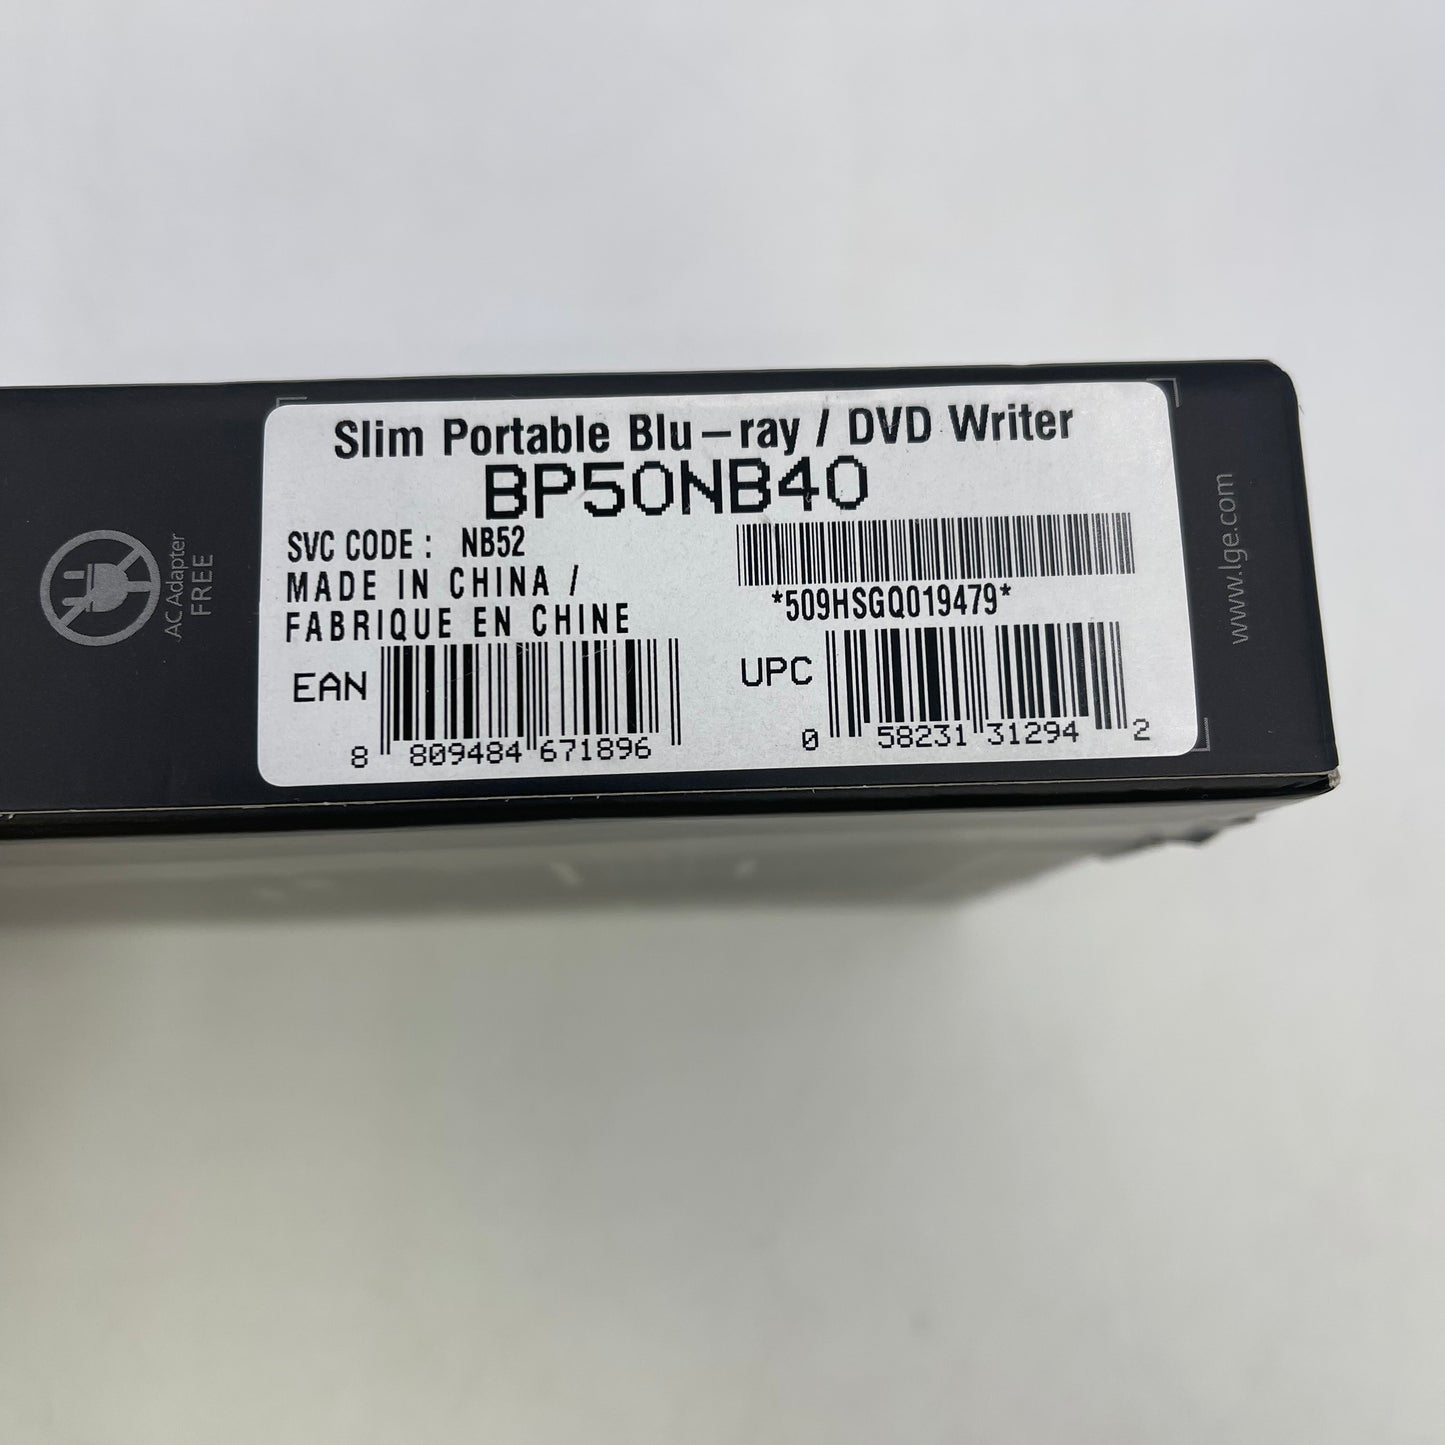 Slim Portable Blu-ray / DVD Writer
BP50NB40
SVC CODE : NB52
MADE IN CHINA /
FABRIQUE EN CHINE
*509HSGQ019479*
EAN
8 809484 671896
UPC
0 58231 31294 2
AC Adapter
FREE
www.lge.com